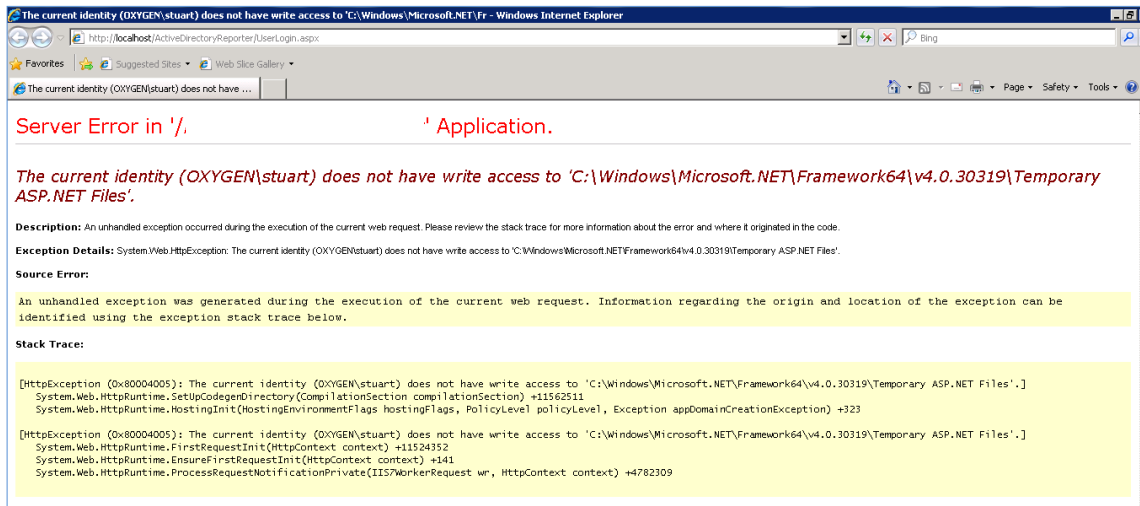 The current identity (OXYGEN\stuart) does not have write access to 'C:\Windows\Microsoft.NET\Fr - Windows Internet Explorer
http://localhost/ActiveDirectoryReporter/UserLogin.aspx
Bing
Favorites Suggested Sites Web Slice Gallery
The current identity (OXYGEN\stuart) does not have ...
Page Safety Tools
Server Error in '/ ' Application.
The current identity (OXYGEN\stuart) does not have write access to 'C:\Windows\Microsoft.NET\Framework64\v4.0.30319\Temporary
ASP.NET Files'.
Description: An unhandled exception occurred during the execution of the current web request. Please review the stack trace for more information about the error and where it originated in the code.
Exception Details: System.Web.HttpException: The current identity (OXYGEN\stuart) does not have write access to 'C:\Windows\Microsoft.NET\Framework64\v4.0.30319\Temporary ASP.NET Files'.
Source Error:
An unhandled exception was generated during the execution of the current web request. Information regarding the origin and location of the exception can be
identified using the exception stack trace below.
Stack Trace:
[HttpException (0x80004005): The current identity (OXYGEN\stuart) does not have write access to 'C:\Windows\Microsoft.NET\Framework64\v4.0.30319\Temporary ASP.NET Files'.]
System.Web.HttpRuntime.SetUpCodegenDirectory(CompilationSection compilationSection) +11562511
System.Web.HttpRuntime.HostingInit(HostingEnvironmentFlags hostingFlags, PolicyLevel policyLevel, Exception appDomainCreationException) +323
[HttpException (0x80004005): The current identity (OXYGEN\stuart) does not have write access to 'C:\Windows\Microsoft.NET\Framework64\v4.0.30319\Temporary ASP.NET Files'.]
System.Web.HttpRuntime.FirstRequestInit(HttpContext context) +11524352
System.Web.HttpRuntime.EnsureFirstRequestInit(HttpContext context) +141
System.Web.HttpRuntime.ProcessRequestNotificationPrivate(IIS7WorkerRequest wr, HttpContext context) +4782309